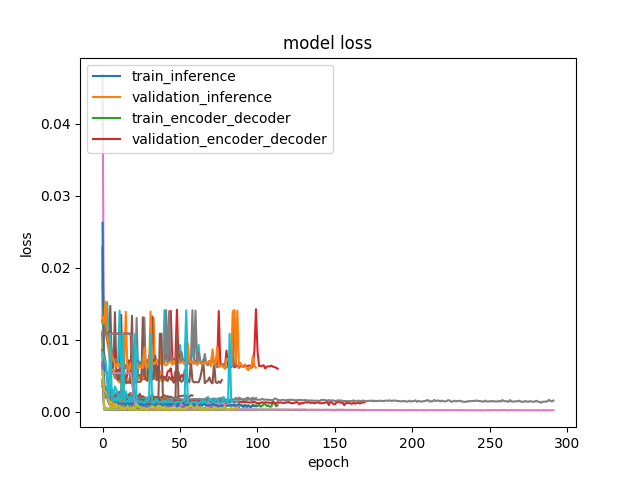 model loss
train_inference
validation_inference
train_encoder_decoder
validation_encoder_decoder
loss
0.04
0.03
0.02
0.01
0.00
0 50 100 150 200 250 300
epoch